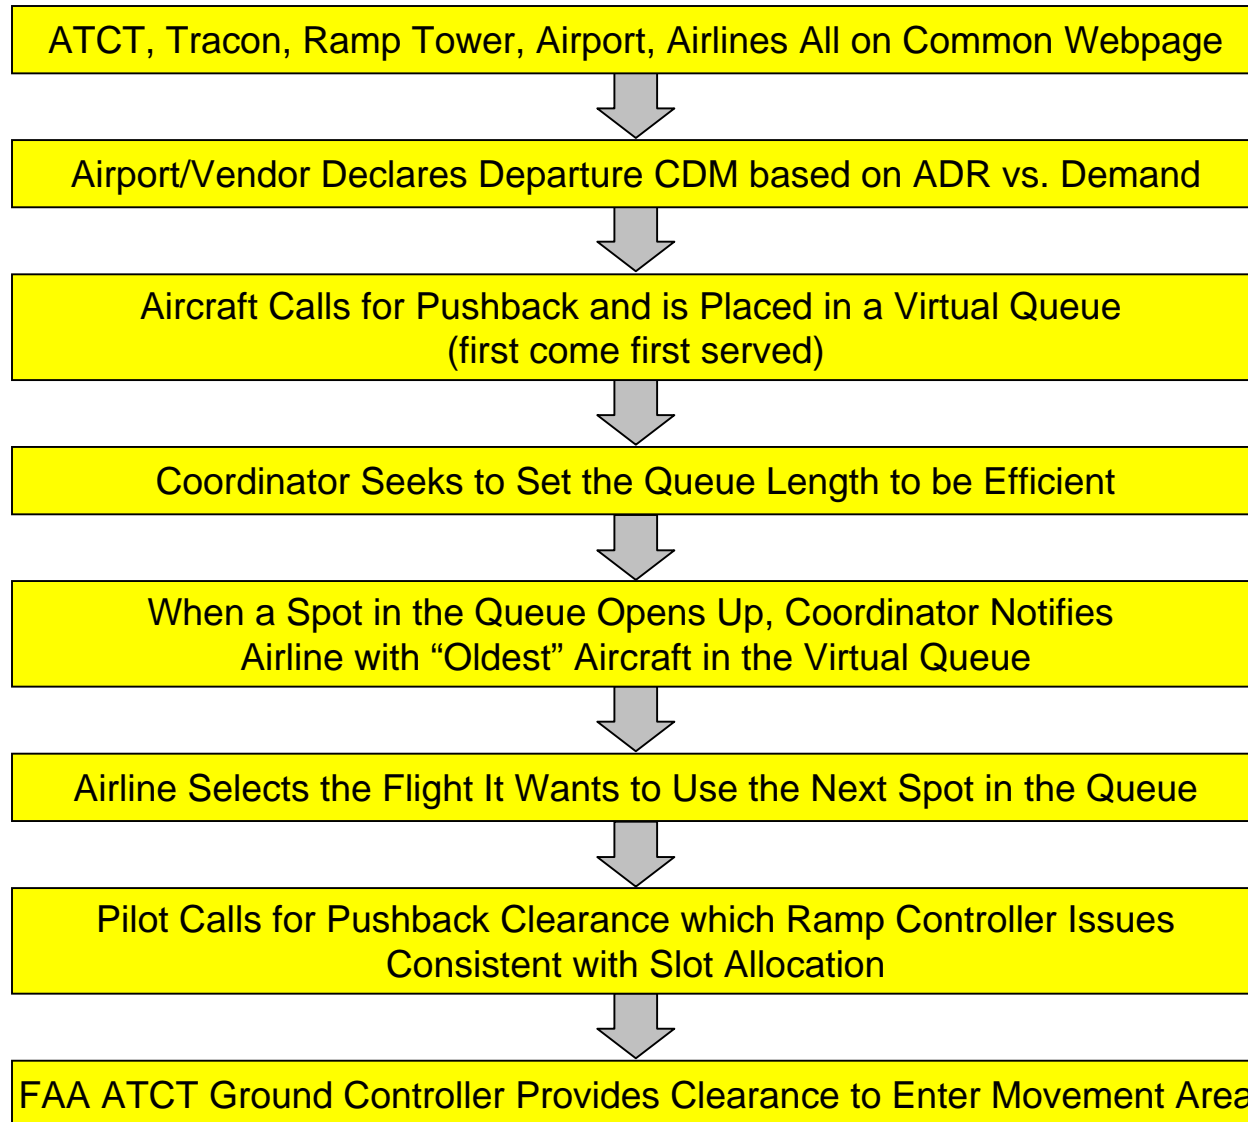 ATCT, Tracon, Ramp Tower, Airport, Airlines All on Common Webpage
Airport/Vendor Declares Departure CDM based on ADR vs. Demand
Aircraft Calls for Pushback and is Placed in a Virtual Queue
(first come first served)
Coordinator Seeks to Set the Queue Length to be Efficient
When a Spot in the Queue Opens Up, Coordinator Notifies
Airline with “Oldest” Aircraft in the Virtual Queue
Airline Selects the Flight It Wants to Use the Next Spot in the Queue
Pilot Calls for Pushback Clearance which Ramp Controller Issues
Consistent with Slot Allocation
FAA ATCT Ground Controller Provides Clearance to Enter Movement Area